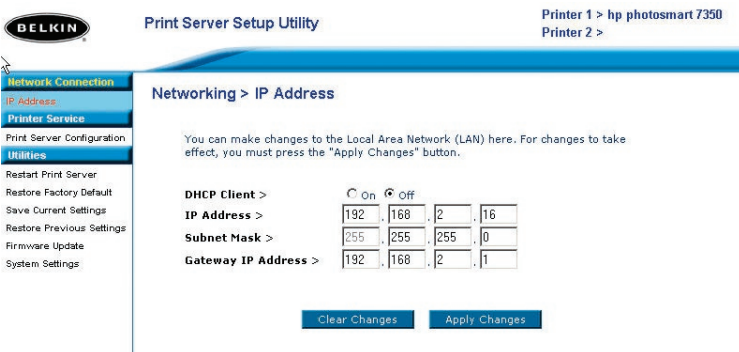 BELKIN
Print Server Setup Utility
Printer 1 > hp photosmart 7350
Printer 2 >
Network Connection
IP Address
Printer Service
Print Server Configuration
Utilities
Restart Print Server
Restore Factory Default
Save Current Settings
Restore Previous Settings
Firmware Update
System Settings
Networking > IP Address
You can make changes to the Local Area Network (LAN) here. For changes to
effect, you must press the "Apply Changes" button.
DHCP Client > On Off
IP Address > 192 . 168 . 2 . 16
Subnet Mask > 255 . 255 . 255 . 0
Gateway IP Address > 192 . 168 . 2 . 1
Clear Changes Apply Changes